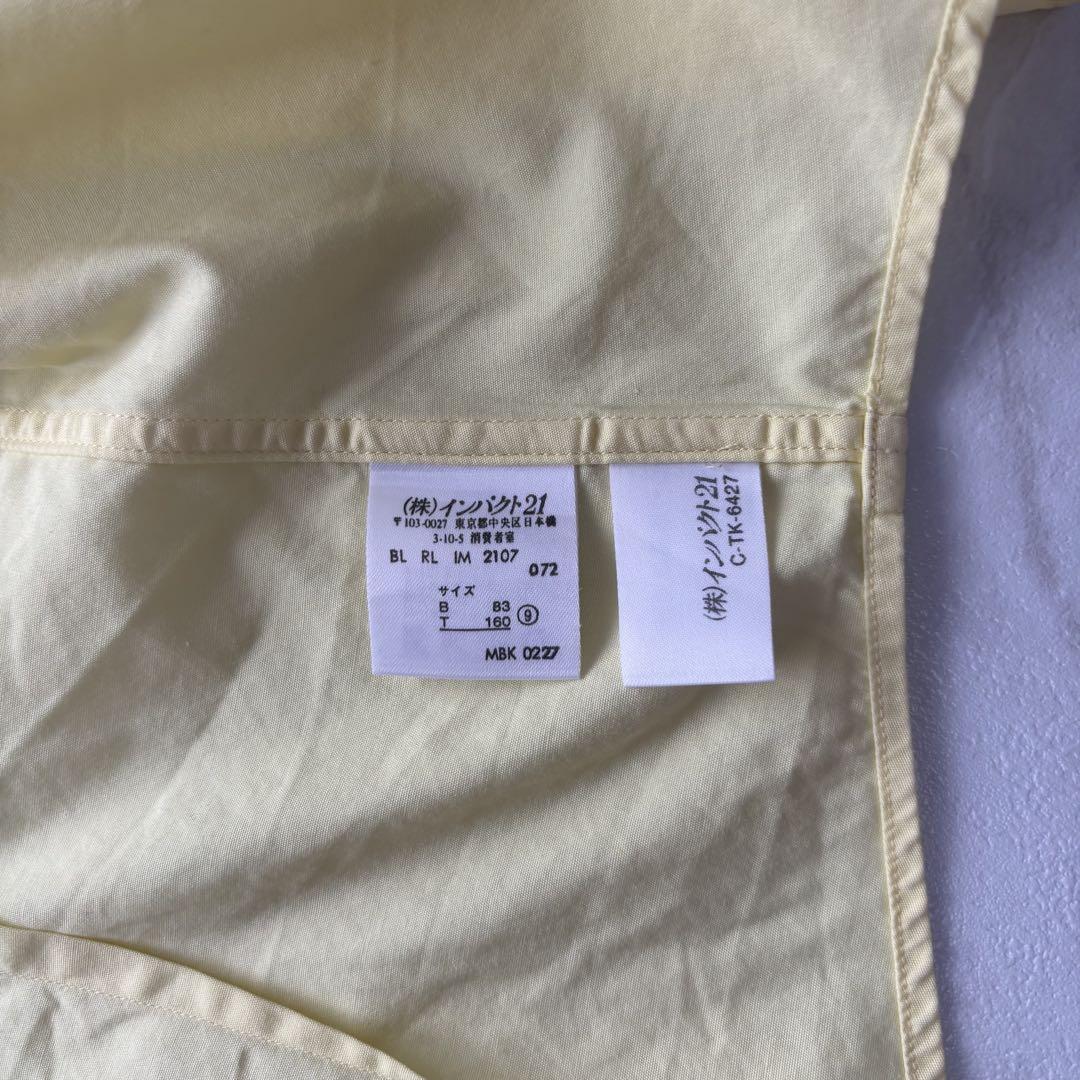 (株)インパクト21
〒103-0027 東京都中央区日本橋
3-10-5 消費者室
BL RL IM 2107
072
サイズ
B 83
T 160 ⑨
MBK 0227
(株)インパクト21
C-TK-6427